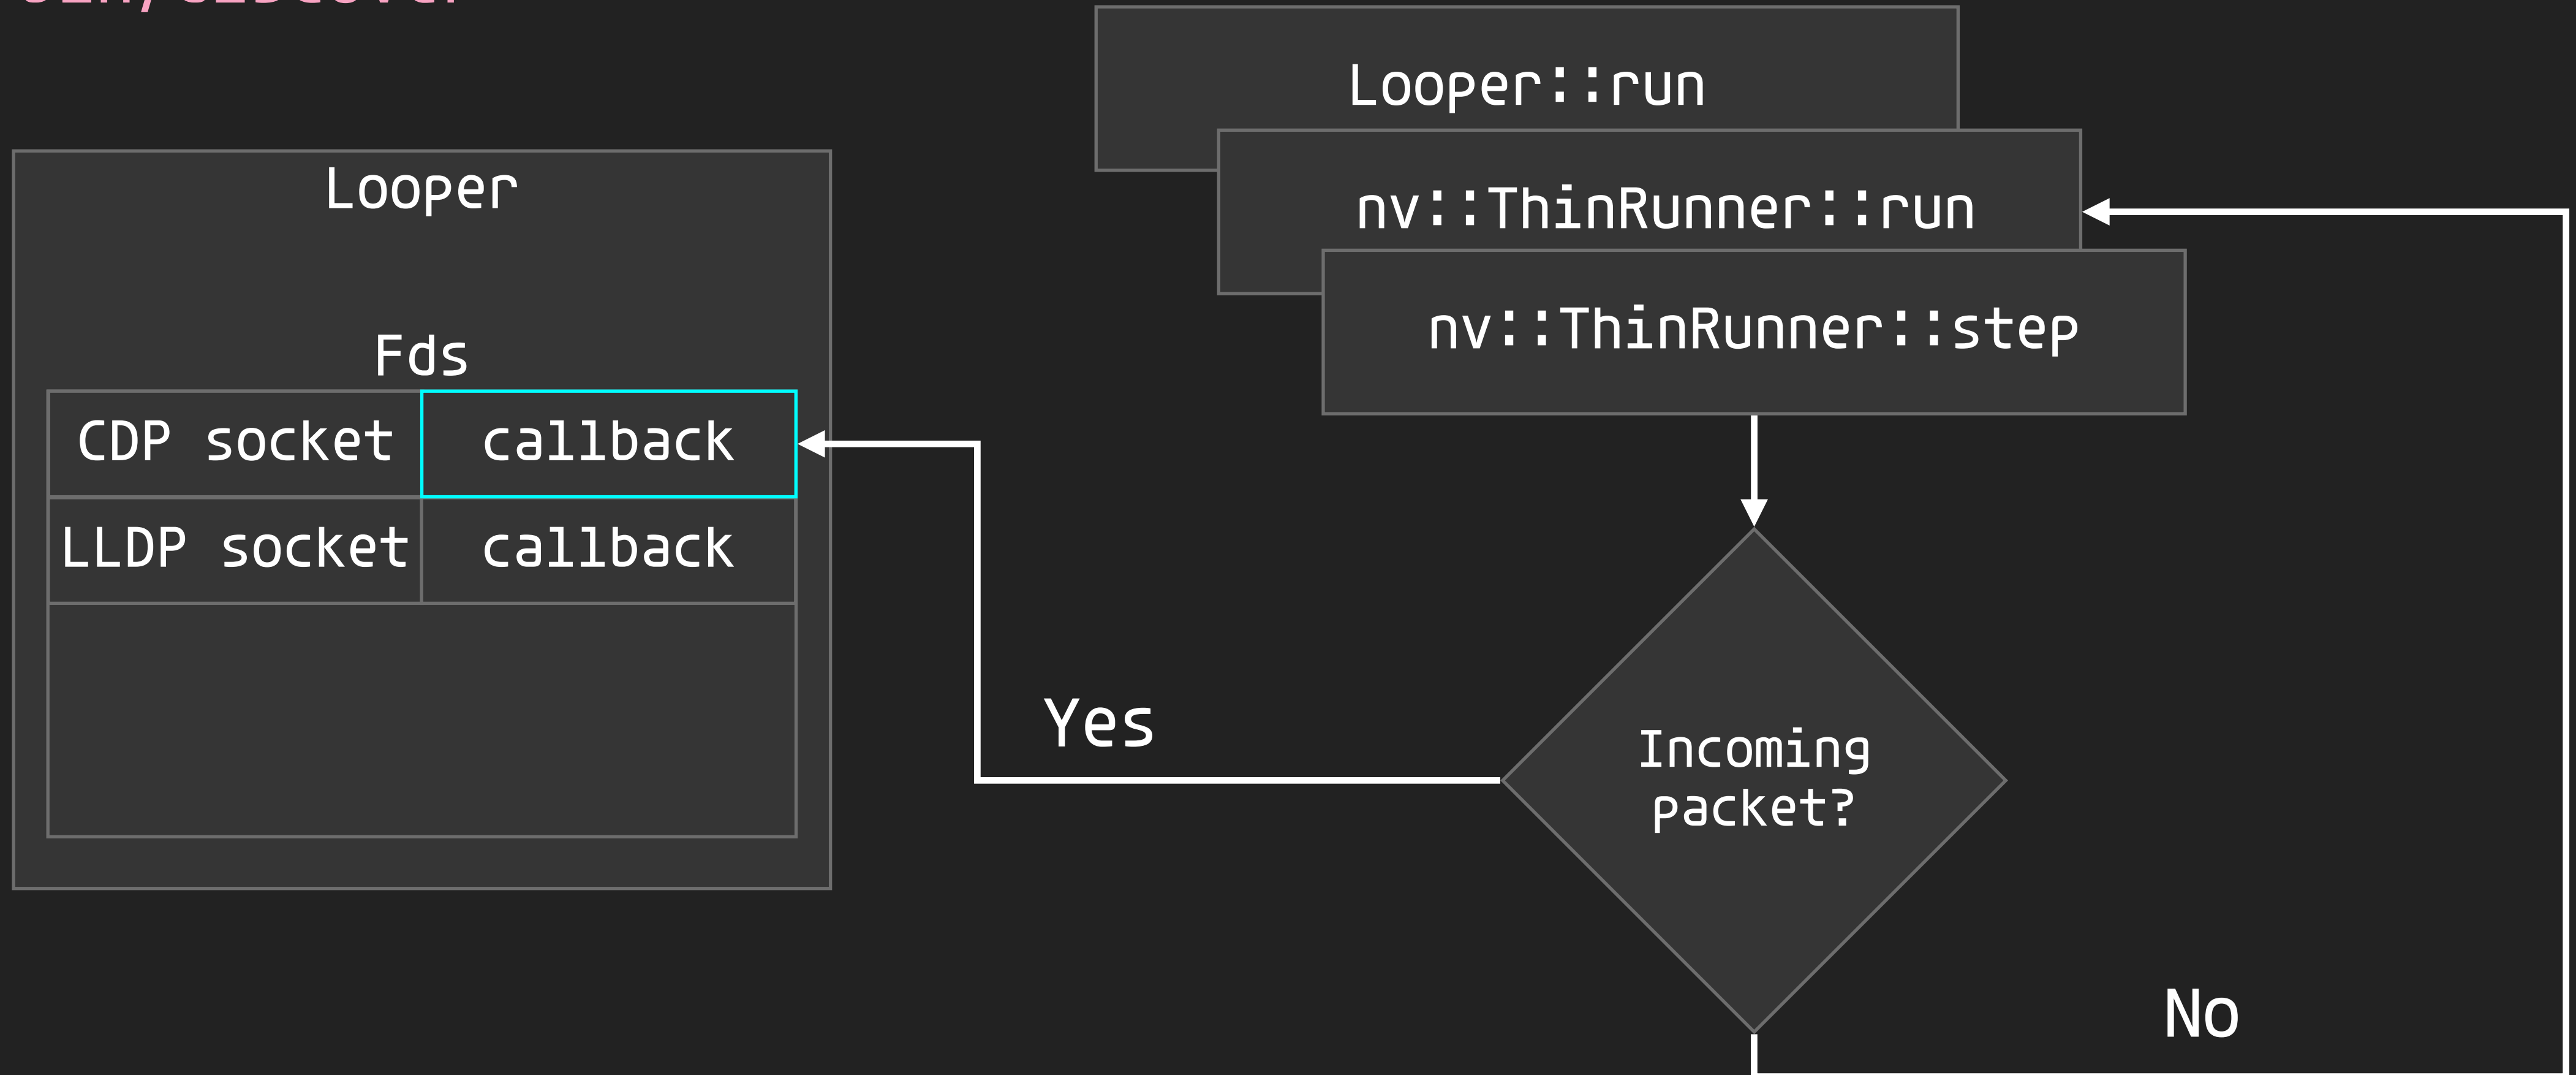 Looper::run
nv::ThinRunner::run
nv::ThinRunner::step
Looper
Fds
CDP socket callback
LLDP socket callback
Yes
Incoming
packet?
No